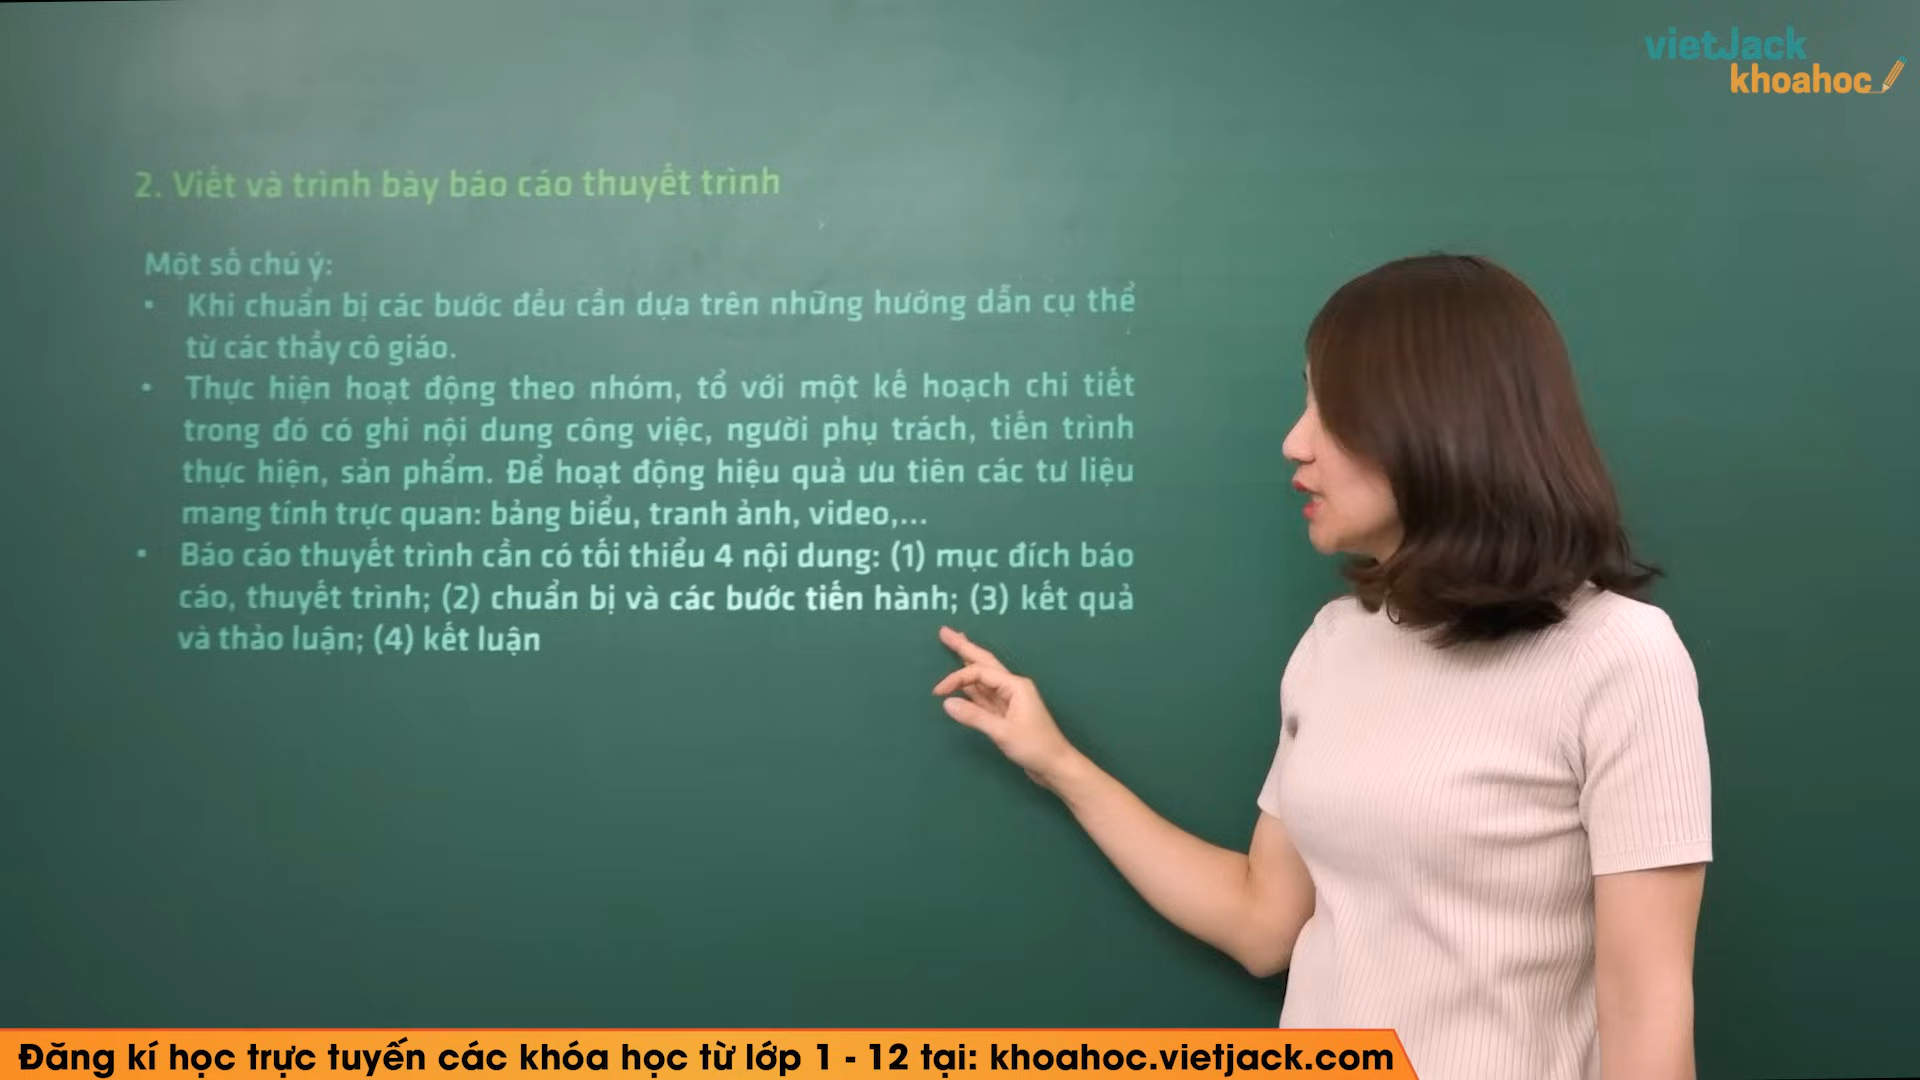 vietJack
khoahoc
2. Viết và trình bày báo cáo thuyết trình
Một số chú ý:
• Khi chuẩn bị các bước đều cần dựa trên những hướng dẫn cụ thể
từ các thầy cô giáo.
• Thực hiện hoạt động theo nhóm, tổ với một kế hoạch chi tiết
trong đó có ghi nội dung công việc, người phụ trách, tiến trình
thực hiện, sản phẩm. Để hoạt động hiệu quả ưu tiên các tư liệu
mang tính trực quan: bảng biểu, tranh ảnh, video,...
• Báo cáo thuyết trình cần có tối thiểu 4 nội dung: (1) mục đích báo
cáo, thuyết trình; (2) chuẩn bị và các bước tiến hành; (3) kết quả
và thảo luận; (4) kết luận
Đăng kí học trực tuyến các khóa học từ lớp 1 - 12 tại: khoahoc.vietjack.com